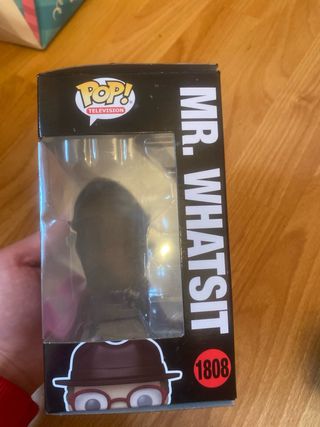 POP!
TELEVISION
MR. WHATSIT
1808